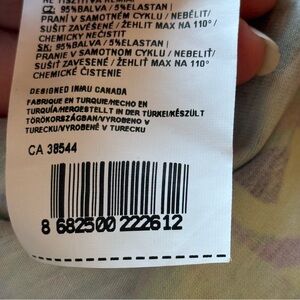 NE TISZTÍTVA KÉMIAI
CZ: 95%BALVA / 5%ELASTAN |
PRANÍ V SAMOTNÉM CYKLU / NEBĚLIT/
SUŠIT ZAVĚŠENÉ / ŽEHLIT MAX NA 110°
CHEMICKY NEČISTIT
SK: 95%BALVA / 5%ELASTAN |
PRANIE V SAMOTNOM CYKLU / NEBIELIŤ/
SUŠIŤ ZAVESENÉ / ŽEHLIŤ MAX NA 110°
CHEMICKÉ ČISTENIE
DESIGNED IN/AU CANADA
FABRIQUE EN TURQUIE/HECHO EN
TURQUÍA/HERGESTELLT IN DER TÜRKEI/KÉSZÜLT
TÖRÖKORSZÁGBAN/VYROBENO V
TURECKU/VYROBENÉ V TURECKU
CA 38544
8 682500 222612